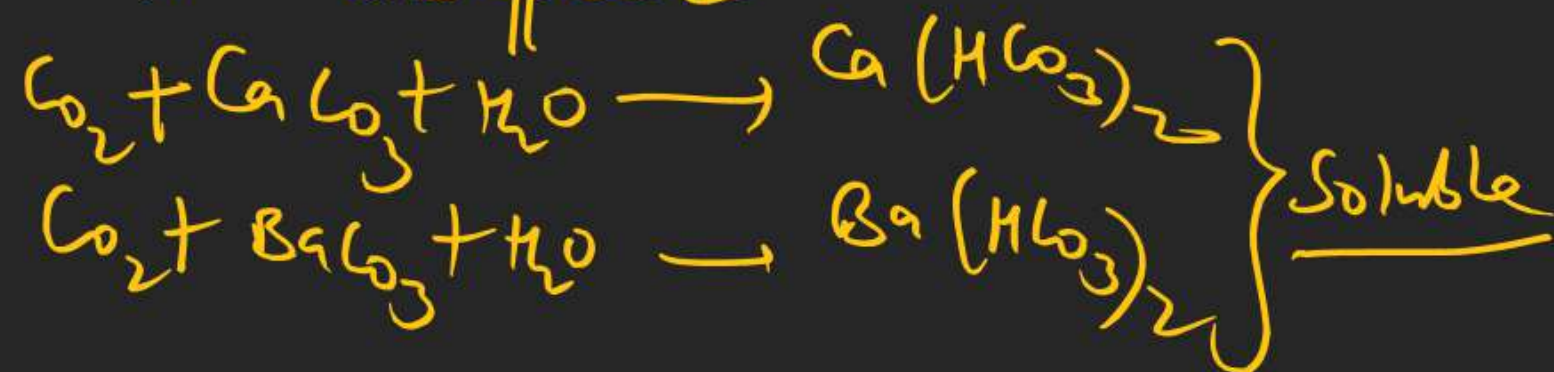 CO₂ + CaCO₃ + H₂O ⟶ Ca(HCO₃)₂ } Soluble
CO₂ + BaCO₃ + H₂O ⟶ Ba(HCO₃)₂